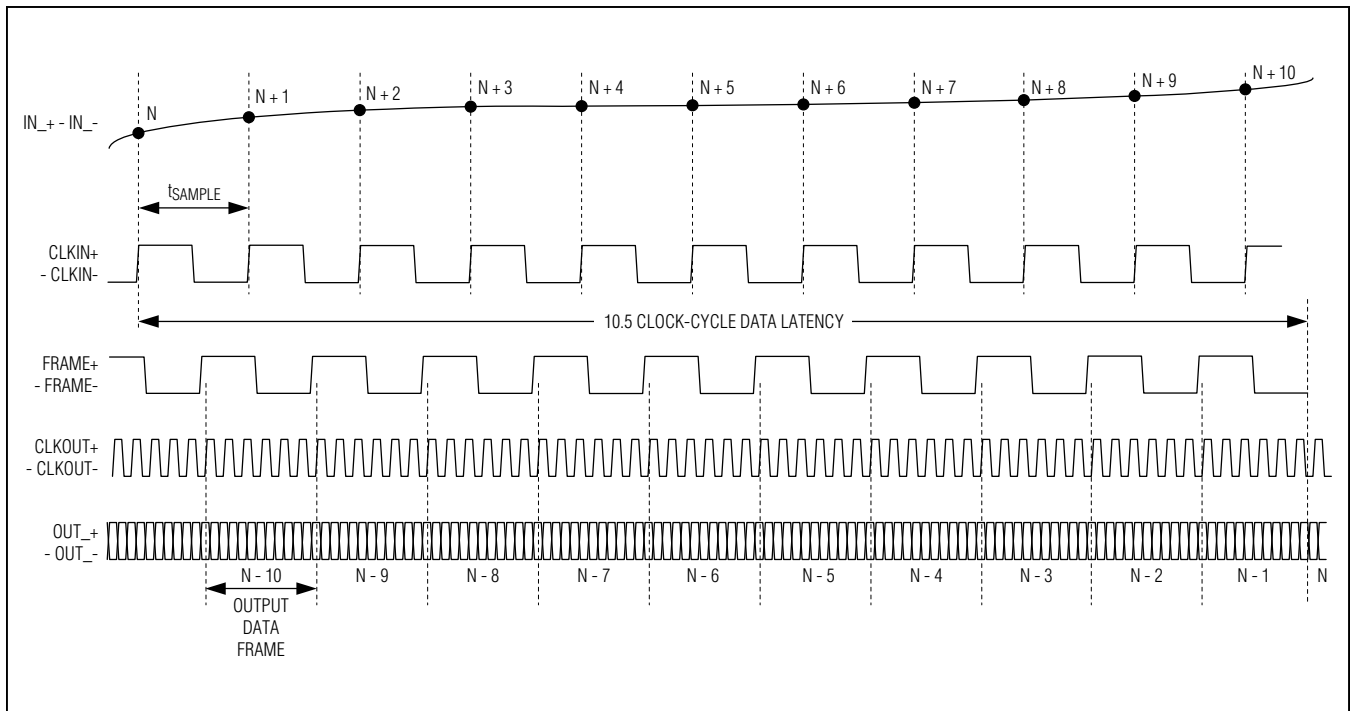 N
N + 1
N + 2
N + 3
N + 4
N + 5
N + 6
N + 7
N + 8
N + 9
N + 10
IN_+ - IN_-
tSAMPLE
CLKIN+
- CLKIN-
10.5 CLOCK-CYCLE DATA LATENCY
FRAME+
- FRAME-
CLKOUT+
- CLKOUT-
OUT_+
- OUT_-
N - 10
N - 9
N - 8
N - 7
N - 6
N - 5
N - 4
N - 3
N - 2
N - 1
N
OUTPUT
DATA
FRAME